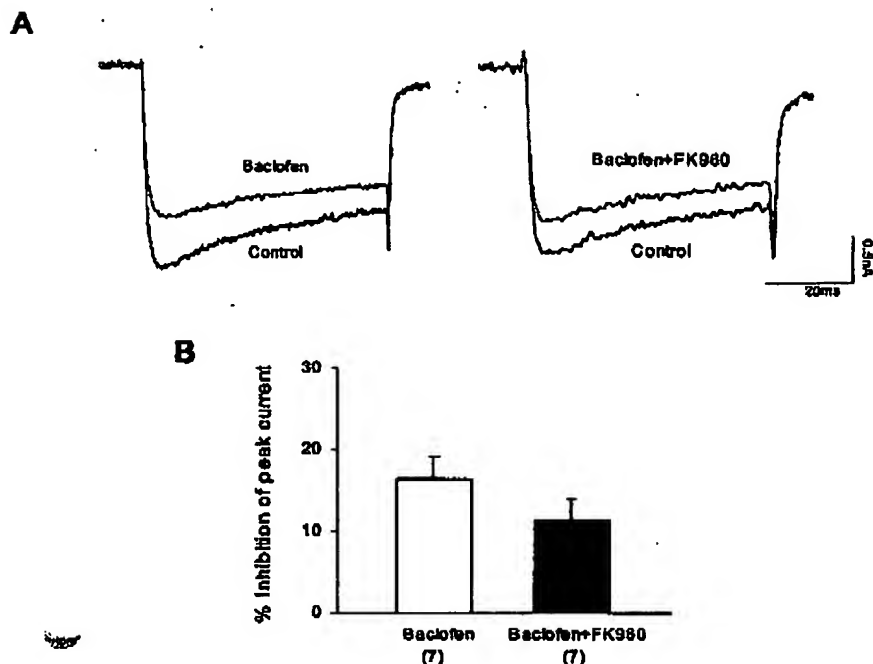 A
Baclofen
Control
Baclofen+FK960
Control
0.5nA
20ms
B
% Inhibition of peak current
30
20
10
0
Baclofen
(7)
Baclofen+FK960
(7)